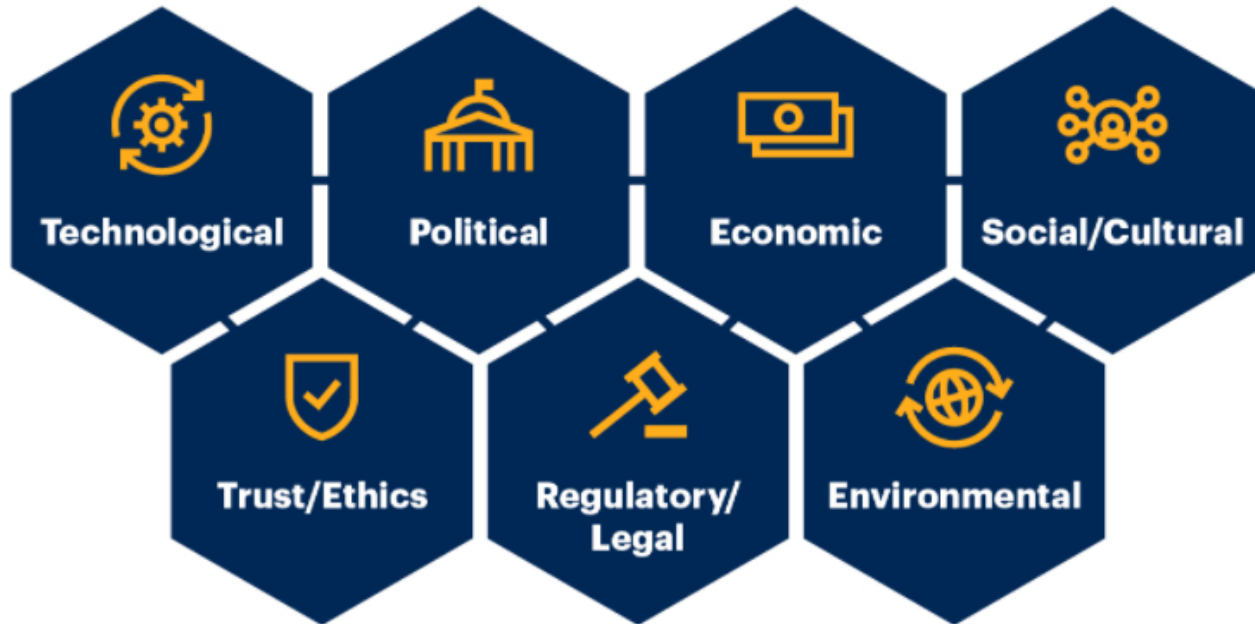 Technological
Political
Economic
Social/Cultural
Trust/Ethics
Regulatory/
Legal
Environmental